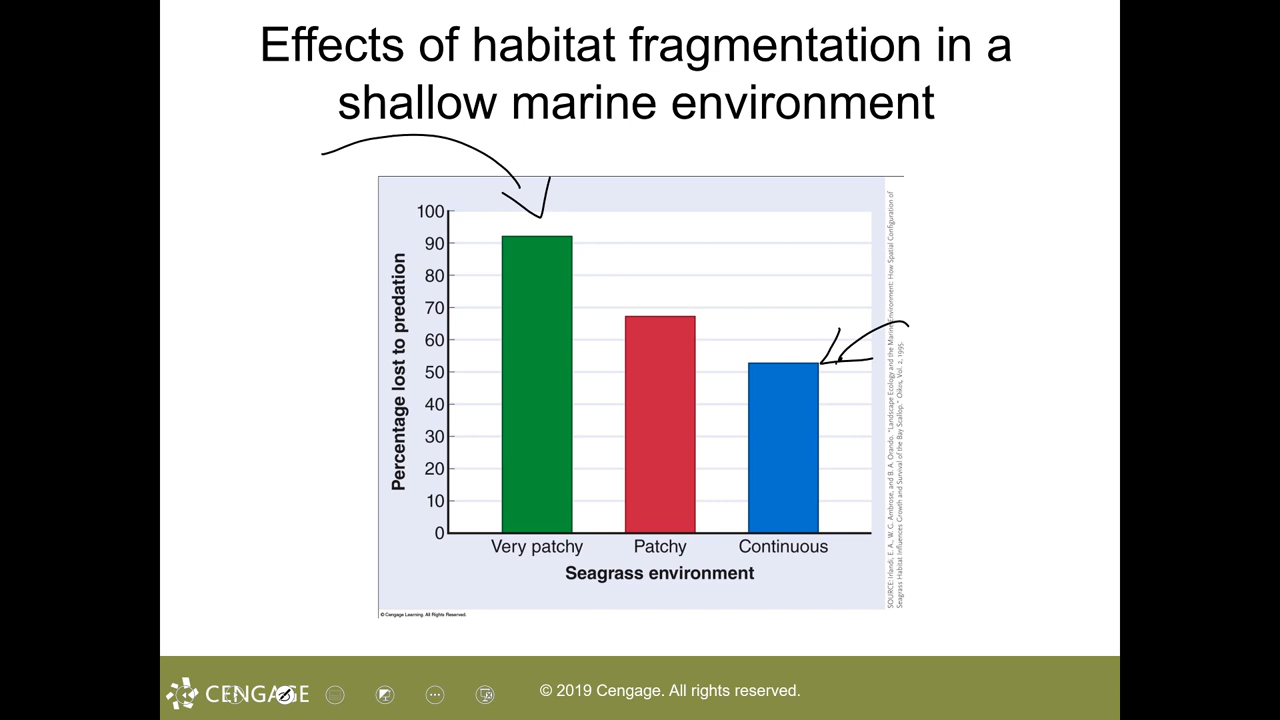 Effects of habitat fragmentation in a
shallow marine environment
100
90
80
70
60
50
40
30
20
10
0
Percentage lost to predation
Very patchy
Patchy
Continuous
Seagrass environment
SOURCE: Irlandi, E. A., W. G. Ambrose, and B. A. Orando. "Landscape Ecology and the Marine Environment: How Spatial Configuration of
Seagrass Habitat Influences Growth and Survival of the Bay Scallop." Oikos, Vol. 2, 1995.
© Cengage Learning. All Rights Reserved.
CENGAGE
© 2019 Cengage. All rights reserved.